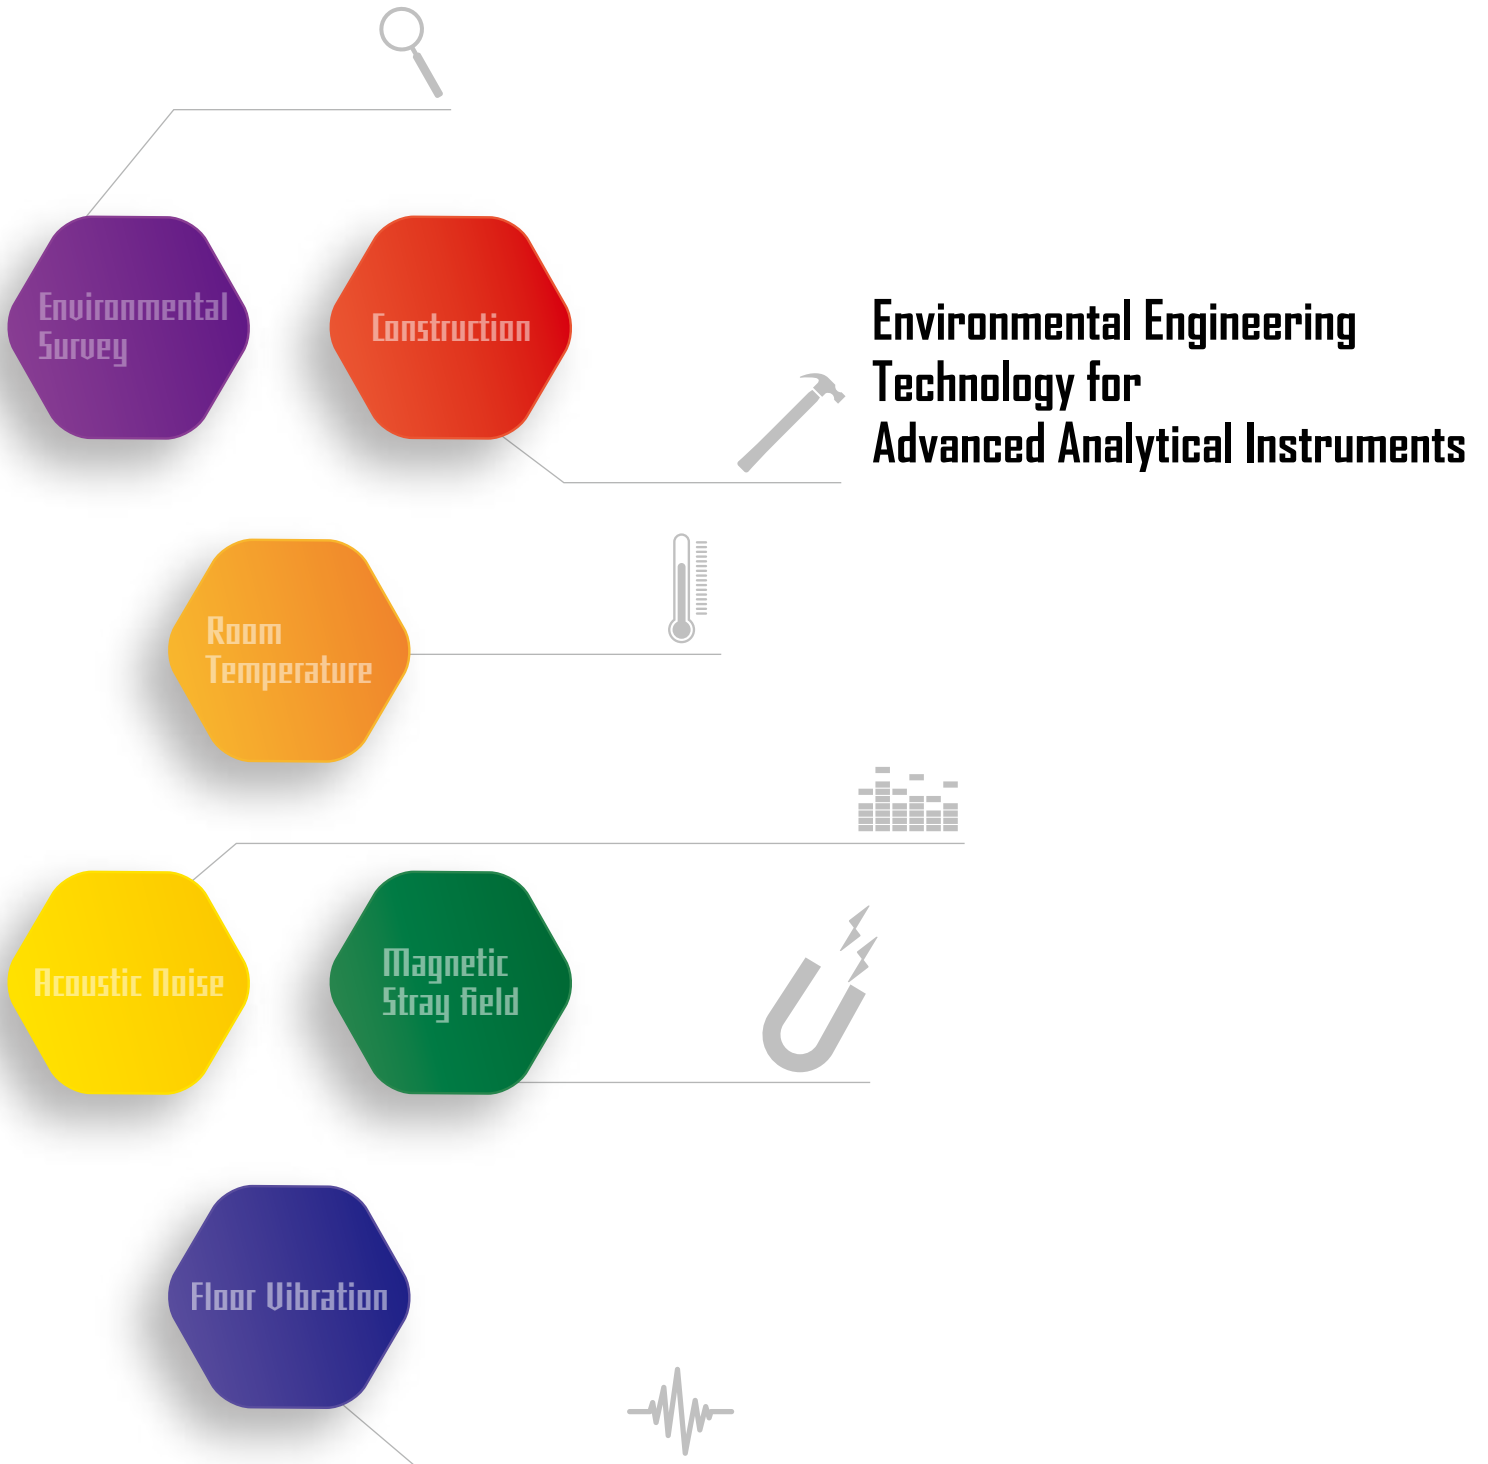 Environmental
Survey
Construction
Environmental Engineering
Technology for
Advanced Analytical Instruments
Room
Temperature
Acoustic Noise
Magnetic
Stray field
Floor Vibration